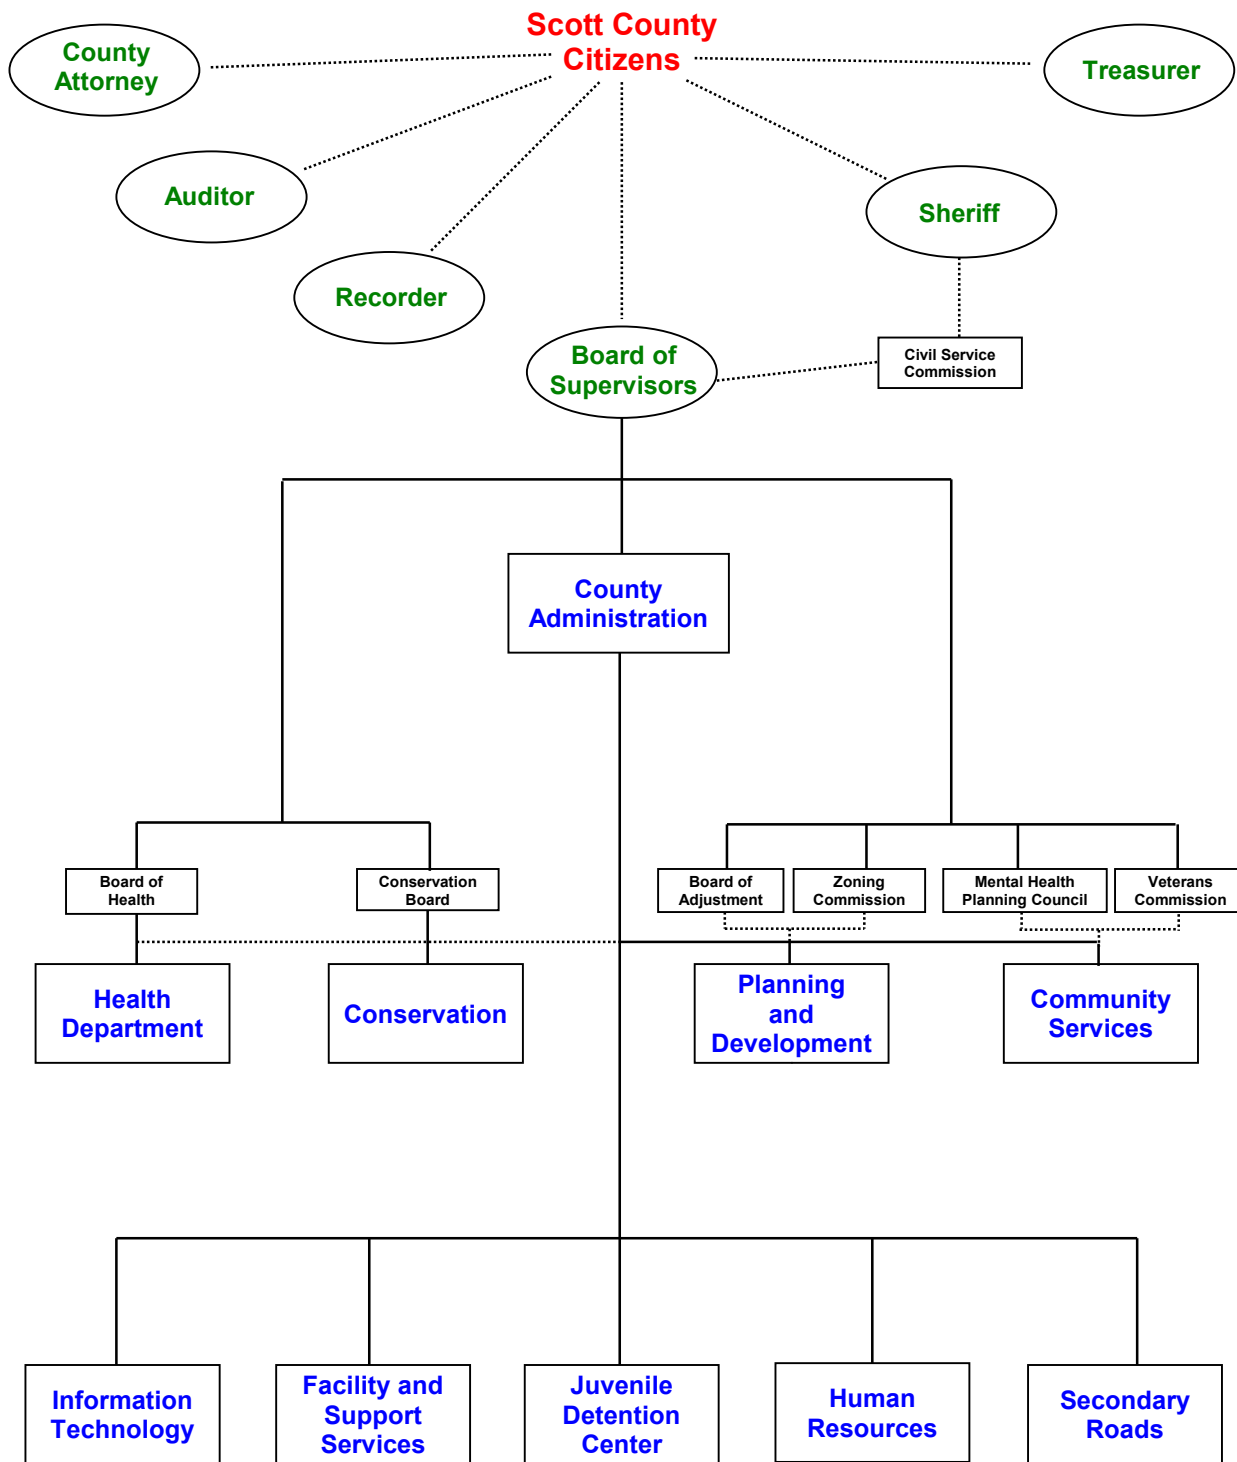 Scott County
Citizens
County
Attorney
Treasurer
Auditor
Sheriff
Recorder
Board of
Supervisors
Civil Service
Commission
County
Administration
Board of
Health
Conservation
Board
Board of
Adjustment
Zoning
Commission
Mental Health
Planning Council
Veterans
Commission
Health
Department
Conservation
Planning
and
Development
Community
Services
Information
Technology
Facility and
Support
Services
Juvenile
Detention
Center
Human
Resources
Secondary
Roads